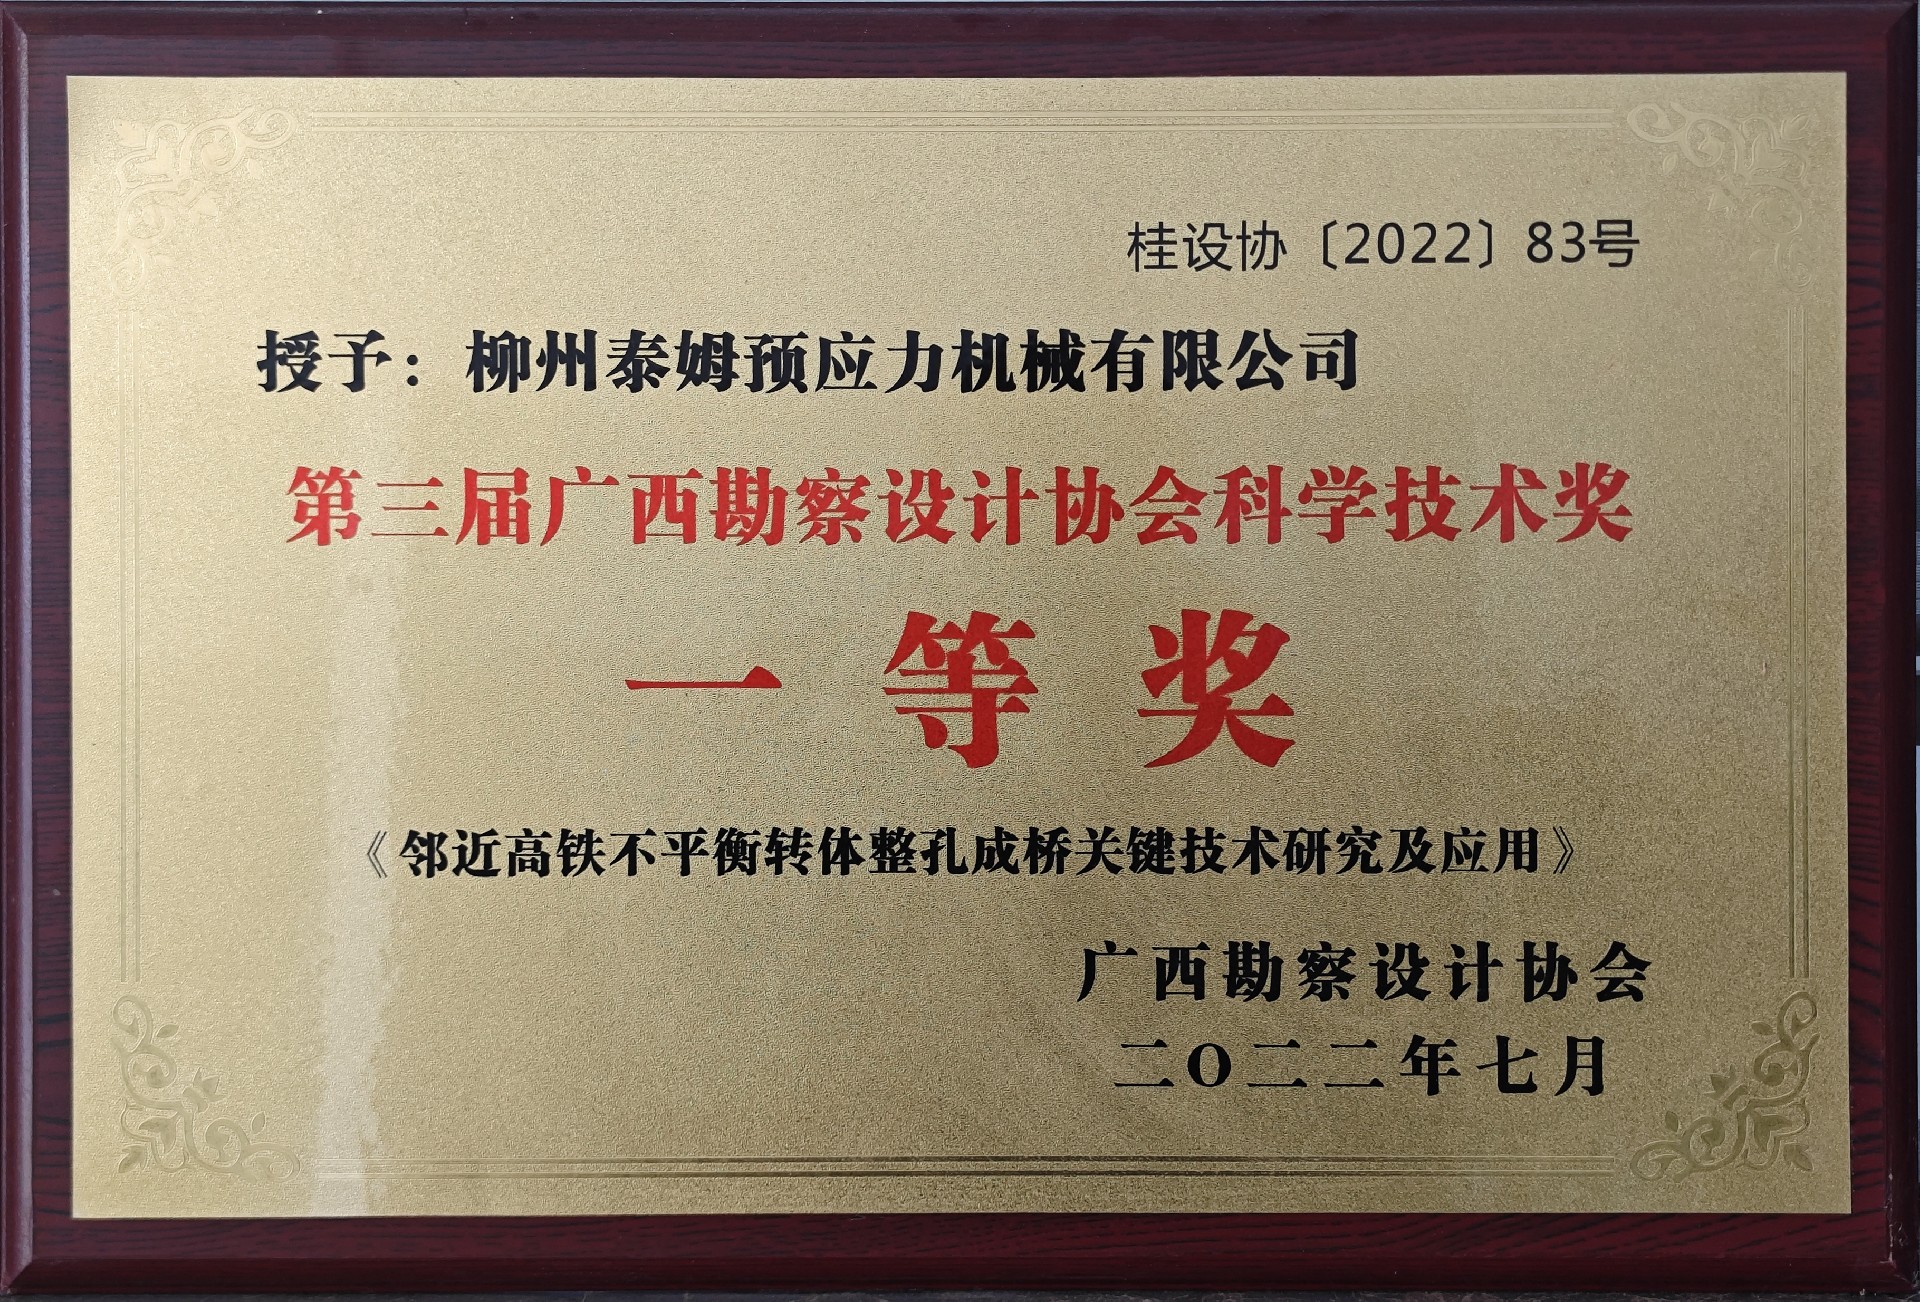 桂设协〔2022〕83号
授予：柳州泰姆预应力机械有限公司
第三届广西勘察设计协会科学技术奖
一等奖
《邻近高铁不平衡转体整孔成桥关键技术研究及应用》
广西勘察设计协会
二O二二年七月